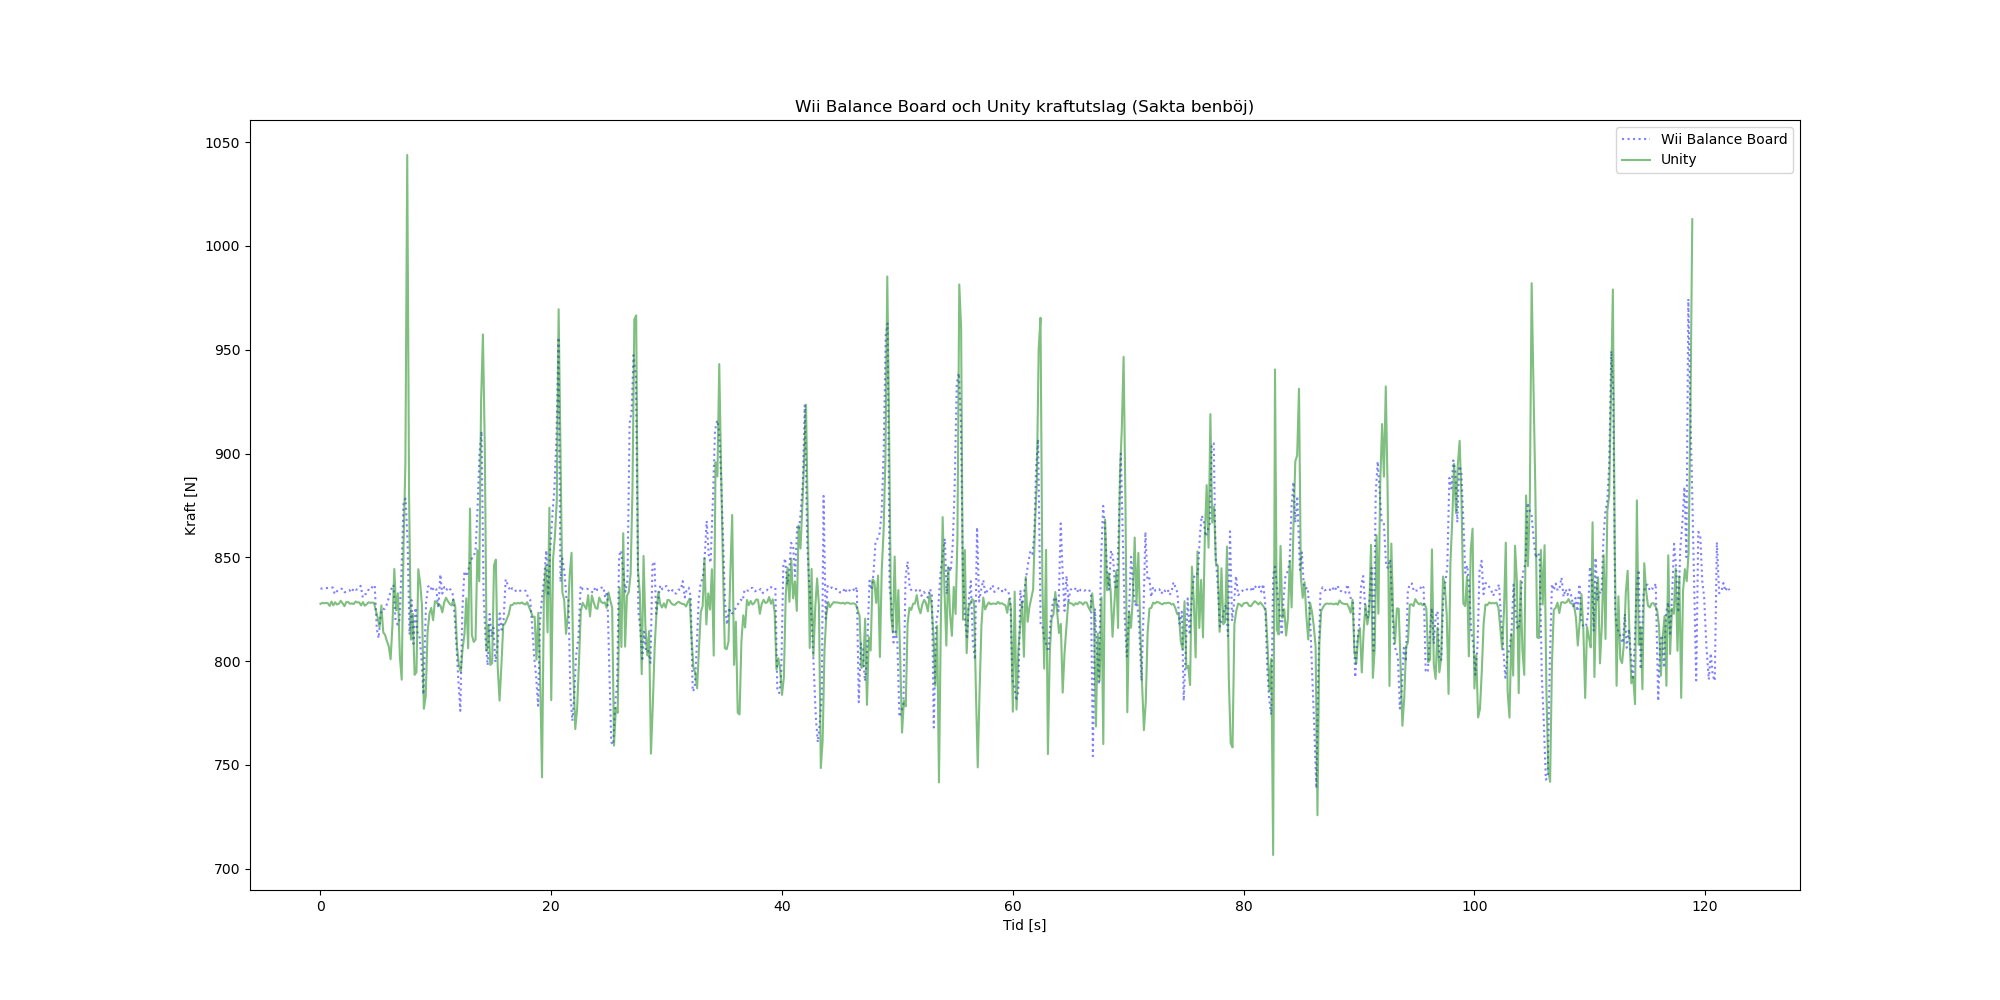 Wii Balance Board och Unity kraftutslag (Sakta benböj)
Wii Balance Board
Unity
Kraft [N]
1050
1000
950
900
850
800
750
700
0 20 40 60 80 100 120
Tid [s]